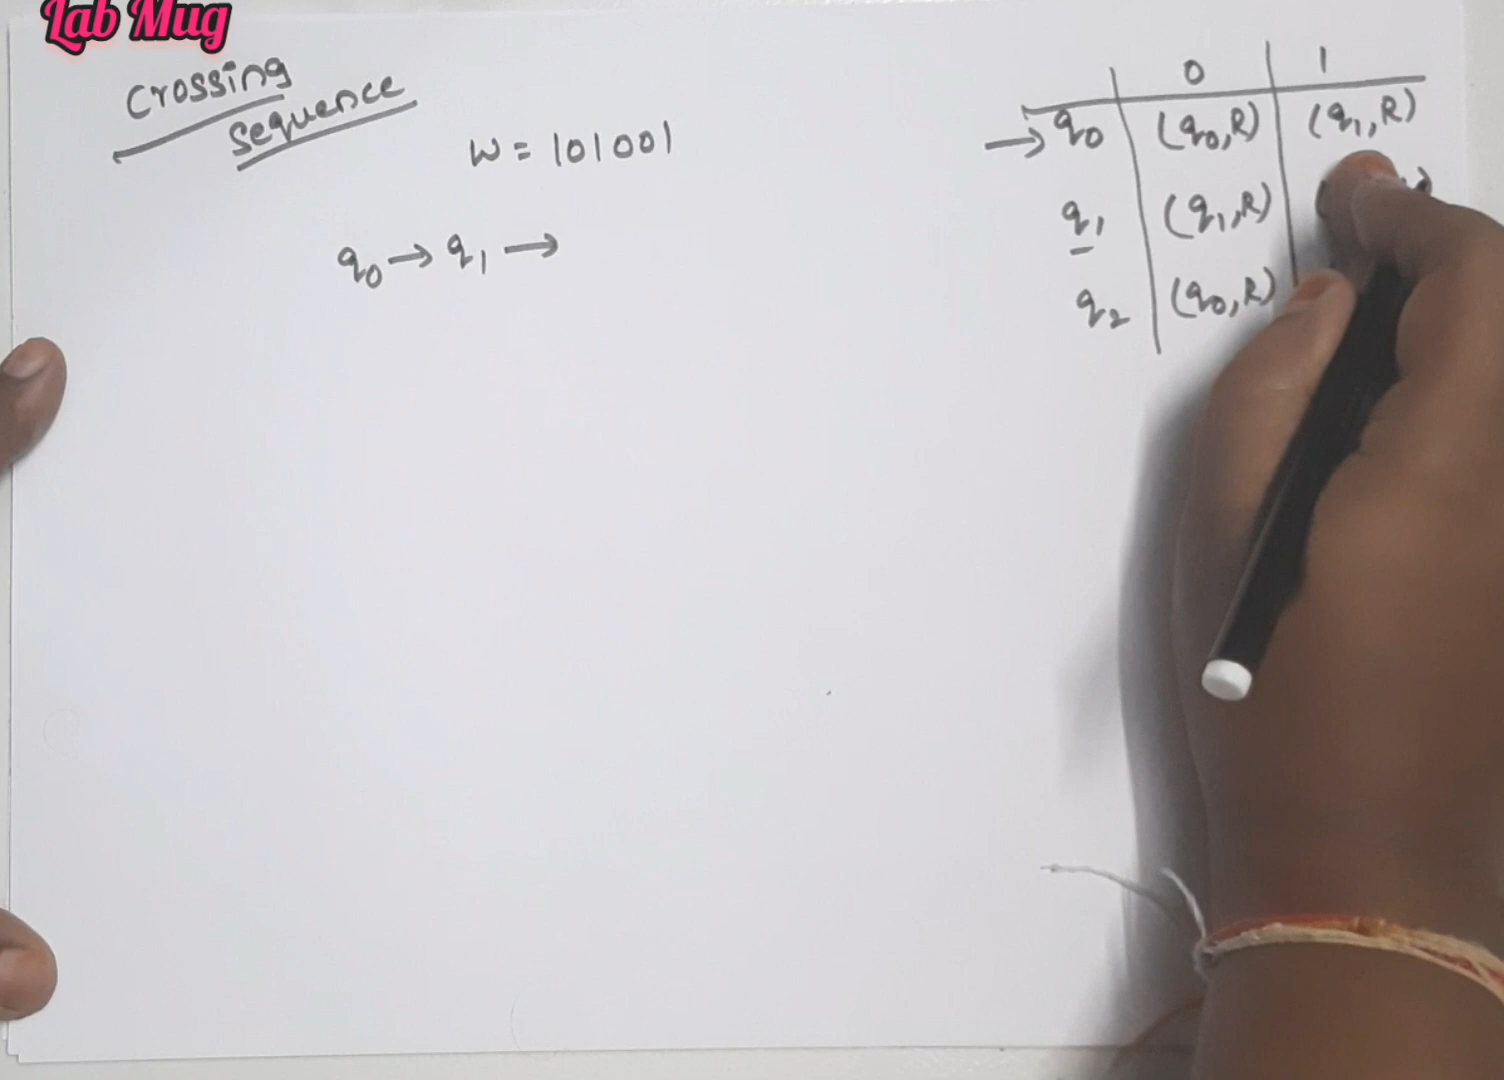 Lab Mug
Crossing
sequence
w = 101001
q0 → q1 →
0 1
→ q0 (q0,R) (q1,R)
q1 (q1,R)
q2 (q0,R)